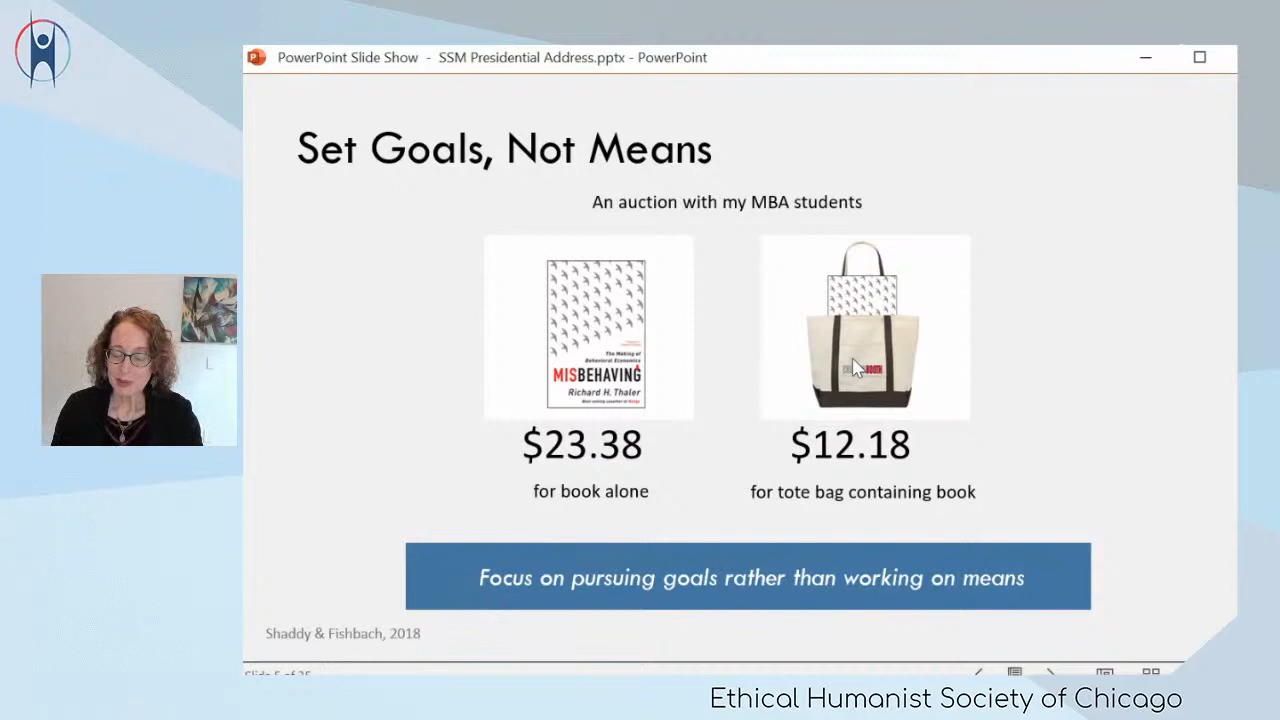 PowerPoint Slide Show - SSM Presidential Address.pptx - PowerPoint
Set Goals, Not Means
An auction with my MBA students
The Making of
Behavioral Economics
MISBEHAVING
Richard H. Thaler
BOOTH
$23.38
$12.18
for book alone
for tote bag containing book
Focus on pursuing goals rather than working on means
Shaddy & Fishbach, 2018
Ethical Humanist Society of Chicago